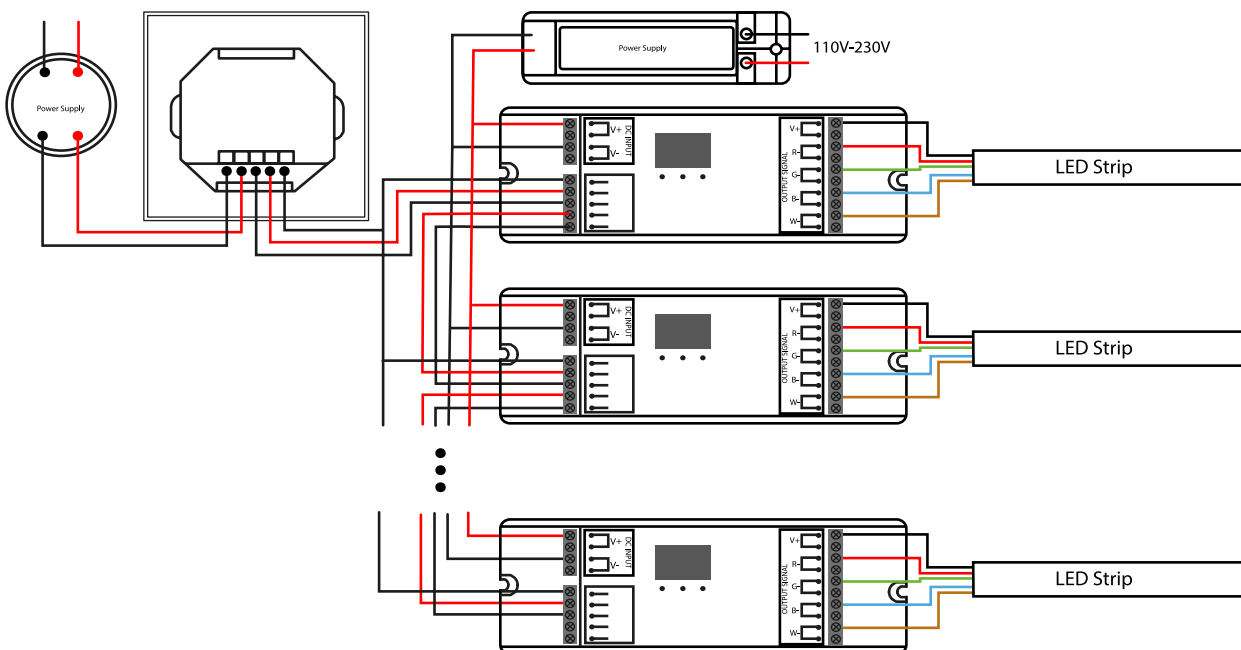 Power Supply
Power Supply
110V-230V
V+
V-
DC INPUT
OUTPUT SIGNAL
V+
R-
G-
B-
W-
LED Strip
V+
V-
DC INPUT
OUTPUT SIGNAL
V+
R-
G-
B-
W-
LED Strip
V+
V-
DC INPUT
OUTPUT SIGNAL
V+
R-
G-
B-
W-
LED Strip